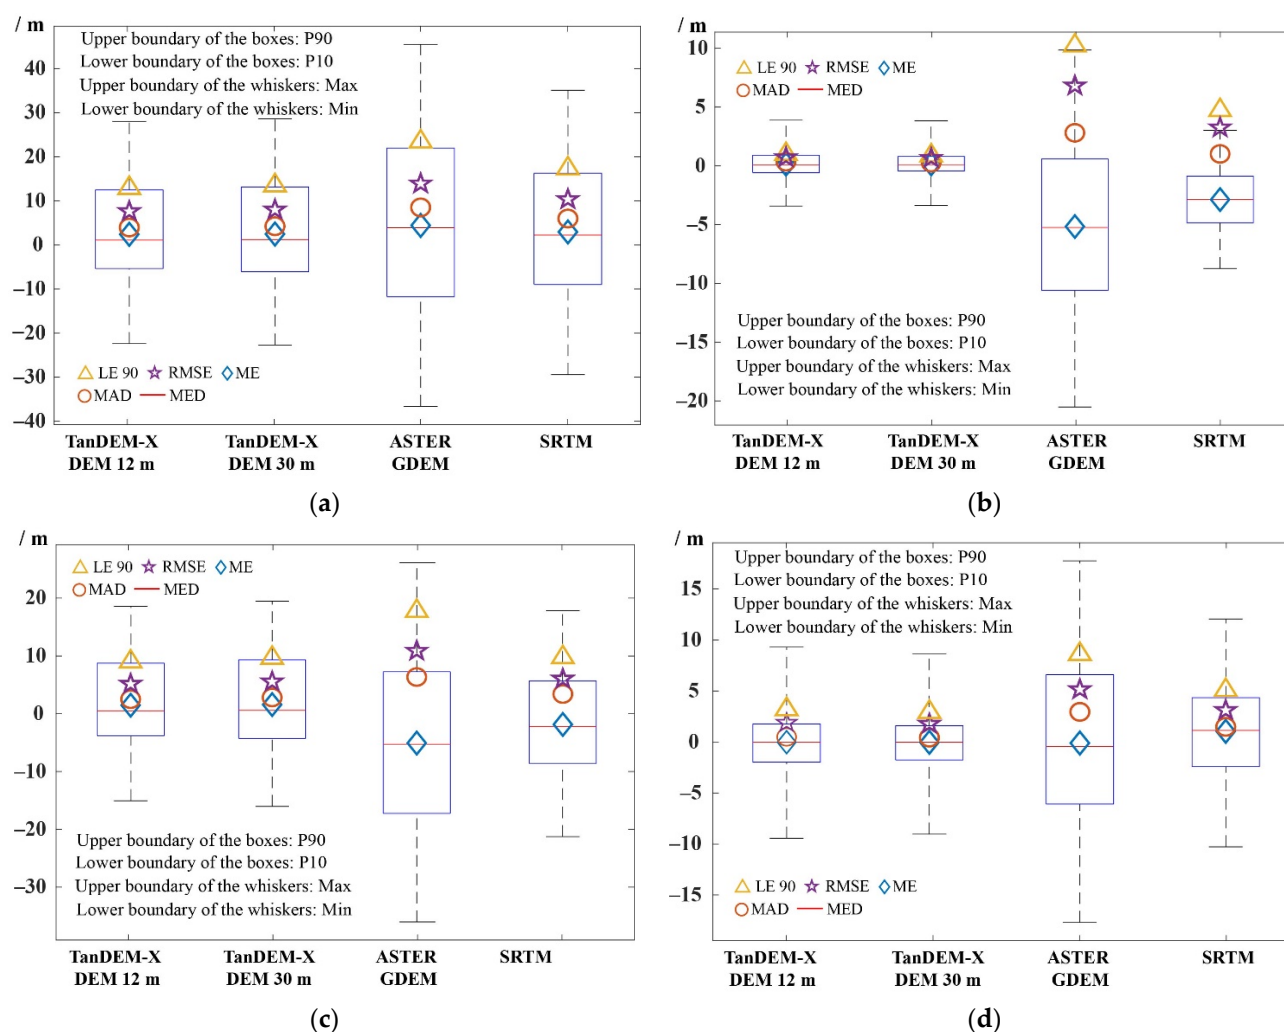 / m
Upper boundary of the boxes: P90
Lower boundary of the boxes: P10
Upper boundary of the whiskers: Max
Lower boundary of the whiskers: Min
40
30
20
10
0
–10
–20
–30
–40
LE 90 RMSE ME
MAD MED
TanDEM-X DEM 12 m
TanDEM-X DEM 30 m
ASTER GDEM
SRTM
(a)
/ m
10
5
0
–5
–10
–15
–20
LE 90 RMSE ME
MAD MED
Upper boundary of the boxes: P90
Lower boundary of the boxes: P10
Upper boundary of the whiskers: Max
Lower boundary of the whiskers: Min
TanDEM-X DEM 12 m
TanDEM-X DEM 30 m
ASTER GDEM
SRTM
(b)
/ m
LE 90 RMSE ME
MAD MED
20
10
0
–10
–20
–30
Upper boundary of the boxes: P90
Lower boundary of the boxes: P10
Upper boundary of the whiskers: Max
Lower boundary of the whiskers: Min
TanDEM-X DEM 12 m
TanDEM-X DEM 30 m
ASTER GDEM
SRTM
(c)
/ m
Upper boundary of the boxes: P90
Lower boundary of the boxes: P10
Upper boundary of the whiskers: Max
Lower boundary of the whiskers: Min
15
10
5
0
–5
–10
–15
LE 90 RMSE ME
MAD MED
TanDEM-X DEM 12 m
TanDEM-X DEM 30 m
ASTER GDEM
SRTM
(d)